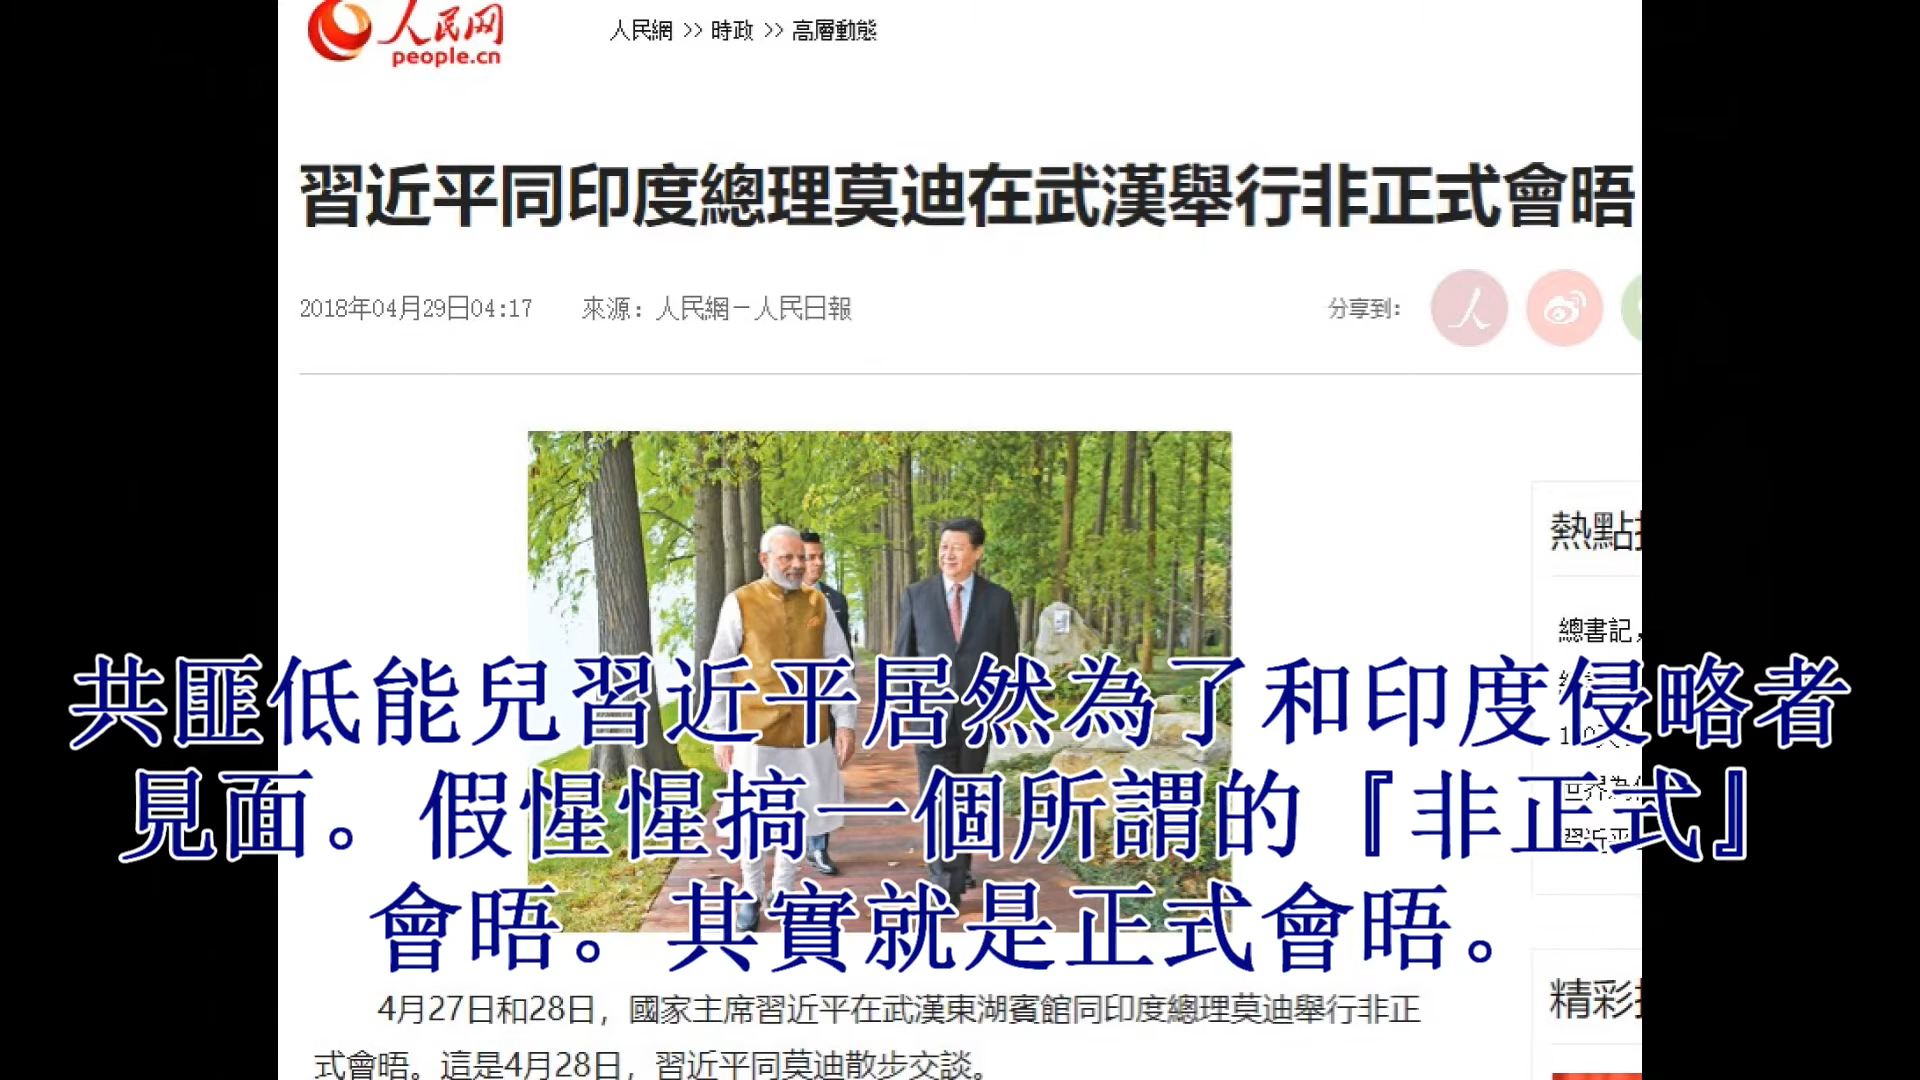 人民网
people.cn
人民網 >> 時政 >> 高層動態
習近平同印度總理莫迪在武漢舉行非正式會晤
2018年04月29日04:17 來源：人民網－人民日報
分享到：
人
熱點
總書記，
共匪低能兒習近平居然為了和印度侵略者
見面。假惺惺搞一個所謂的『非正式』
會晤。其實就是正式會晤。
世界為
習近平
4月27日和28日，國家主席習近平在武漢東湖賓館同印度總理莫迪舉行非正
式會晤。這是4月28日，習近平同莫迪散步交談。
精彩